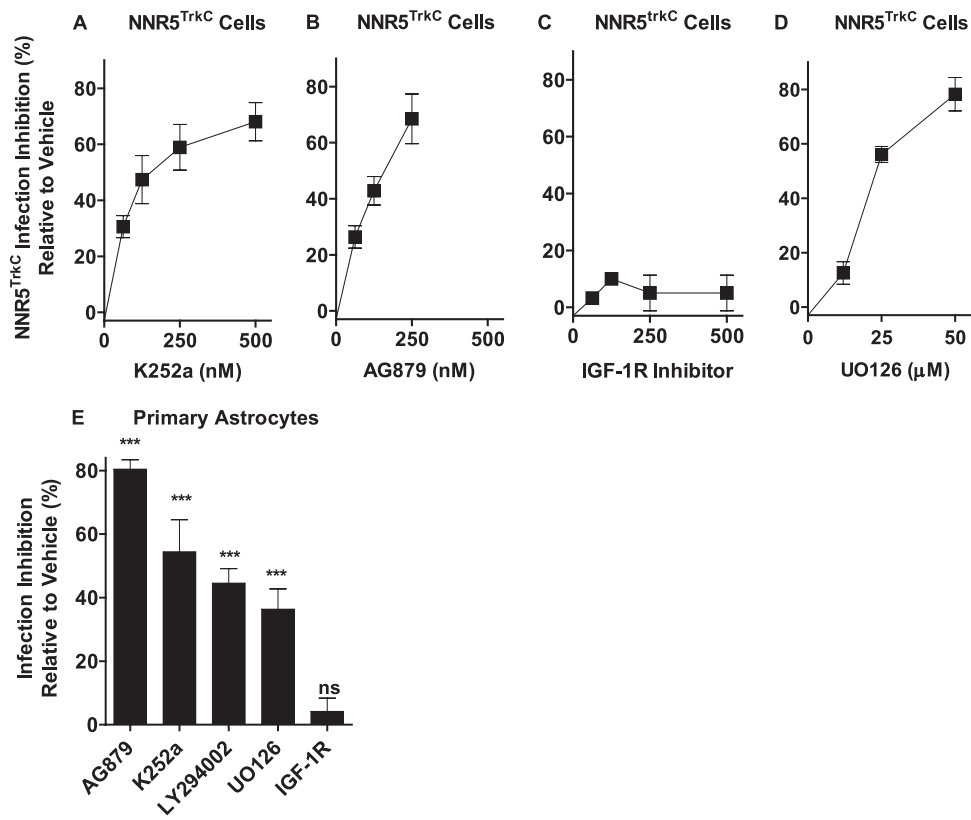 A NNR5TrkC Cells
B NNR5TrkC Cells
C NNR5trkC Cells
D NNR5TrkC Cells
NNR5TrkC Infection Inhibition (%)
Relative to Vehicle
80
60
40
20
0
0 250 500
K252a (nM)
80
60
40
20
0
0 250 500
AG879 (nM)
80
60
40
20
0
0 250 500
IGF-1R Inhibitor
80
60
40
20
0
0 25 50
UO126 (μM)
E Primary Astrocytes
Infection Inhibition
Relative to Vehicle (%)
80
60
40
20
0
***
***
***
***
ns
AG879
K252a
LY294002
UO126
IGF-1R